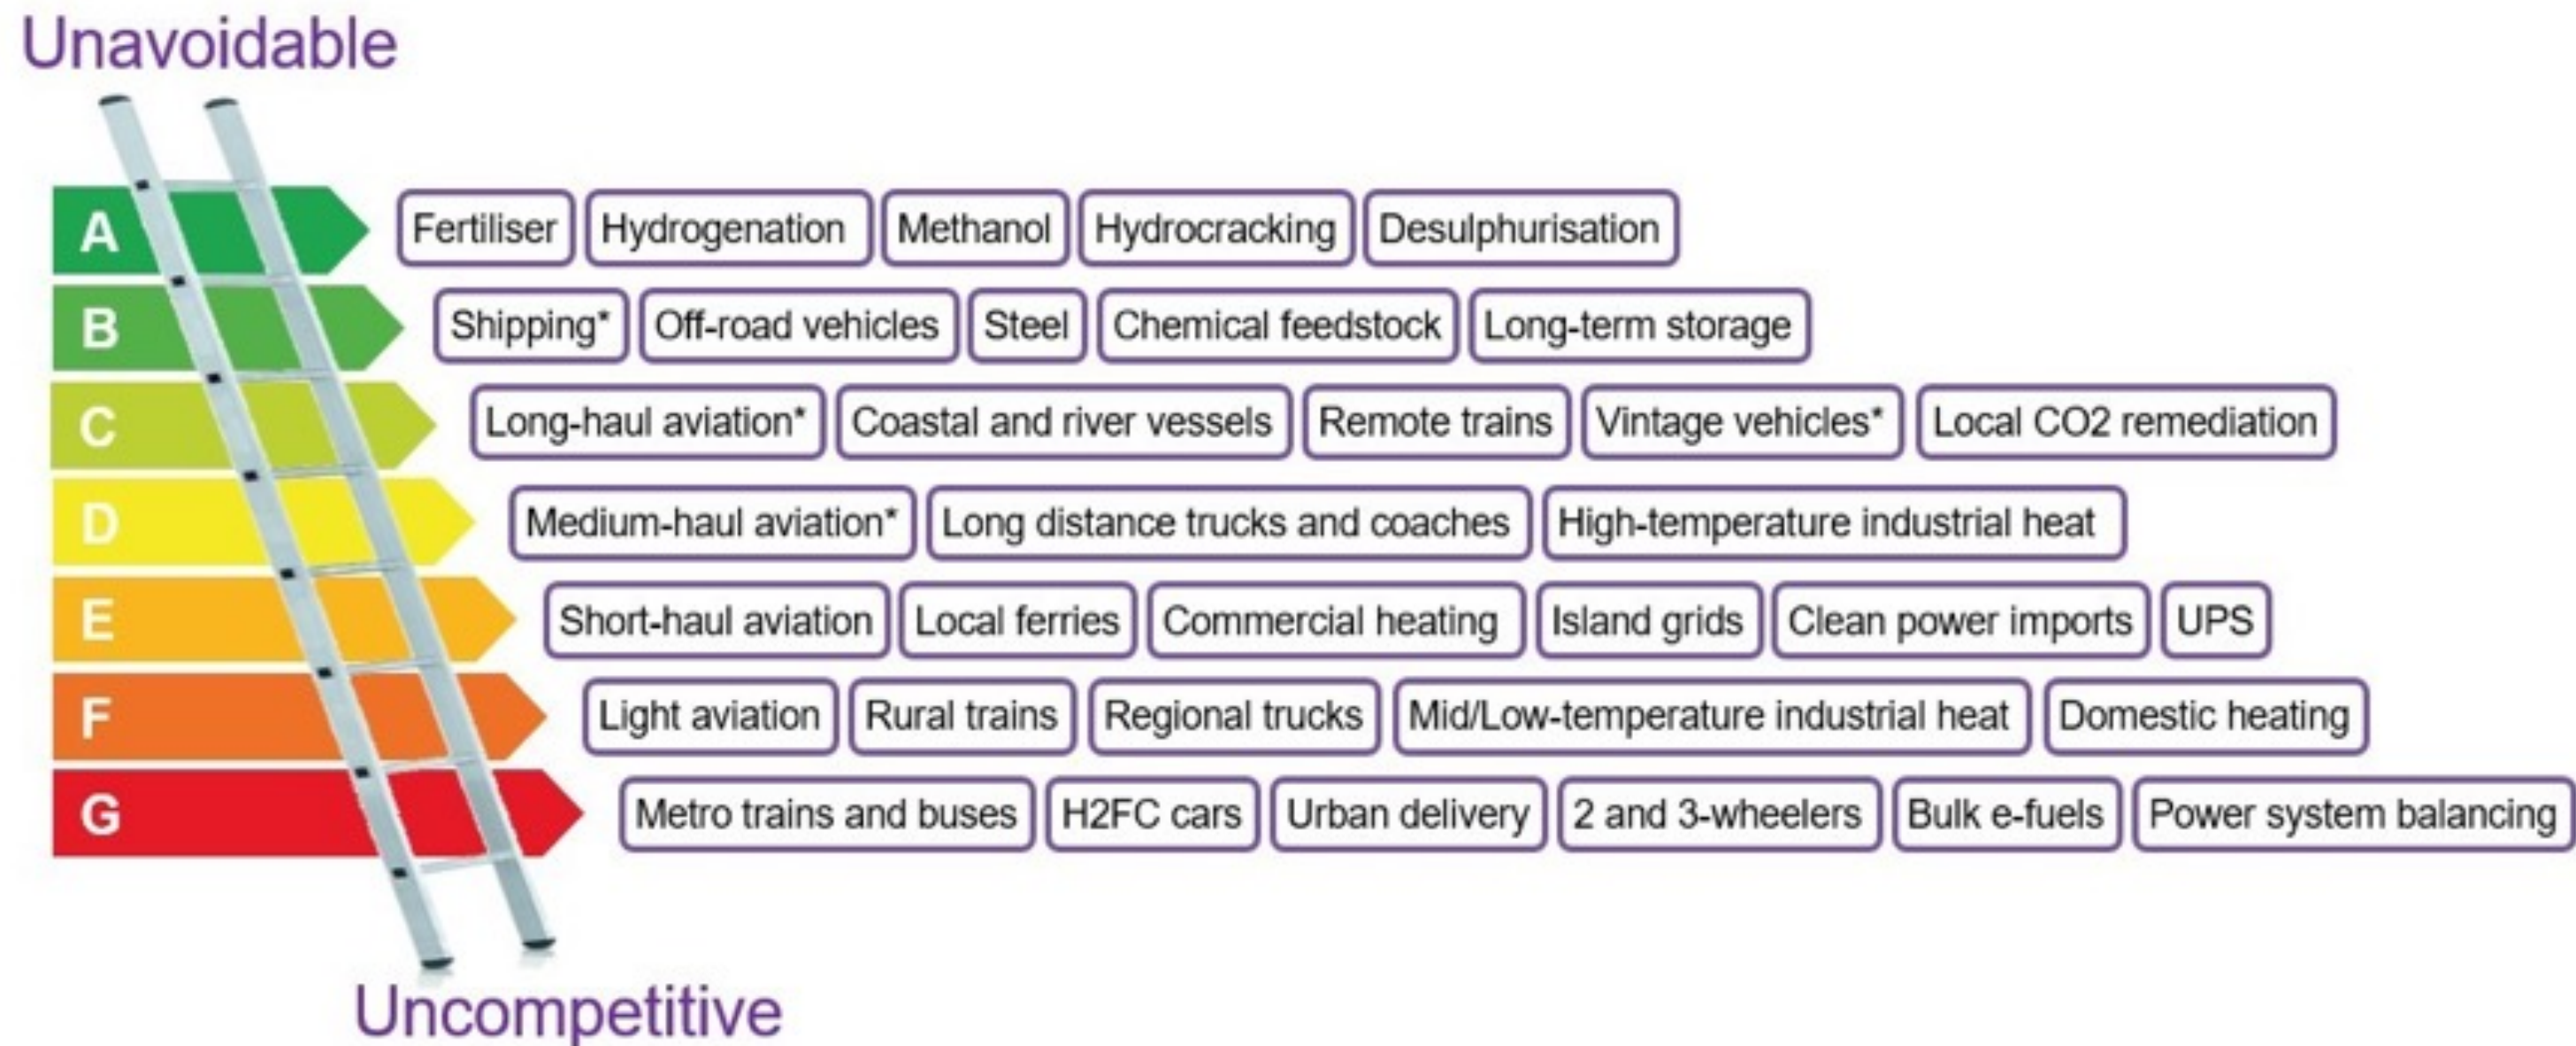 Unavoidable
A Fertiliser Hydrogenation Methanol Hydrocracking Desulphurisation
B Shipping* Off-road vehicles Steel Chemical feedstock Long-term storage
C Long-haul aviation* Coastal and river vessels Remote trains Vintage vehicles* Local CO2 remediation
D Medium-haul aviation* Long distance trucks and coaches High-temperature industrial heat
E Short-haul aviation Local ferries Commercial heating Island grids Clean power imports UPS
F Light aviation Rural trains Regional trucks Mid/Low-temperature industrial heat Domestic heating
G Metro trains and buses H2FC cars Urban delivery 2 and 3-wheelers Bulk e-fuels Power system balancing
Uncompetitive